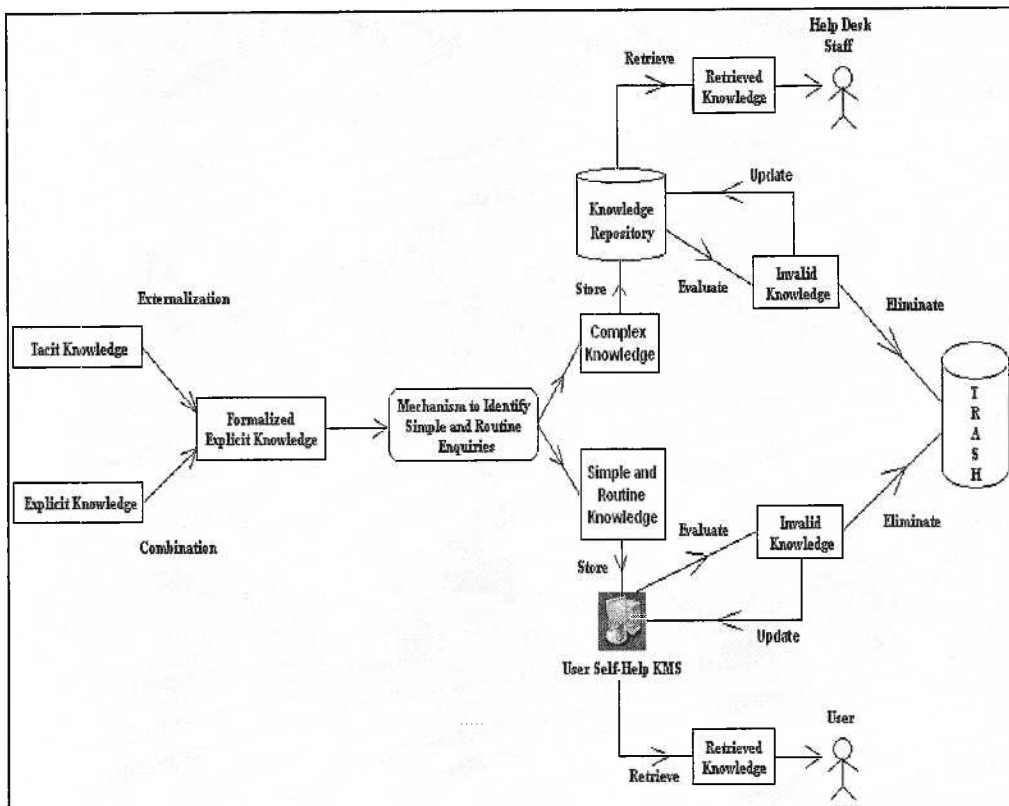 Help Desk
Staff
Retrieve
Retrieved
Knowledge
Update
Knowledge
Repository
Evaluate
Invalid
Knowledge
Eliminate
Store
Externalization
Complex
Knowledge
Tacit Knowledge
Formalized
Explicit Knowledge
Mechanism to Identify
Simple and Routine
Enquiries
TRASH
Explicit Knowledge
Combination
Simple and
Routine
Knowledge
Evaluate
Invalid
Knowledge
Eliminate
Store
Update
User Self-Help KMS
User
Retrieve
Retrieved
Knowledge